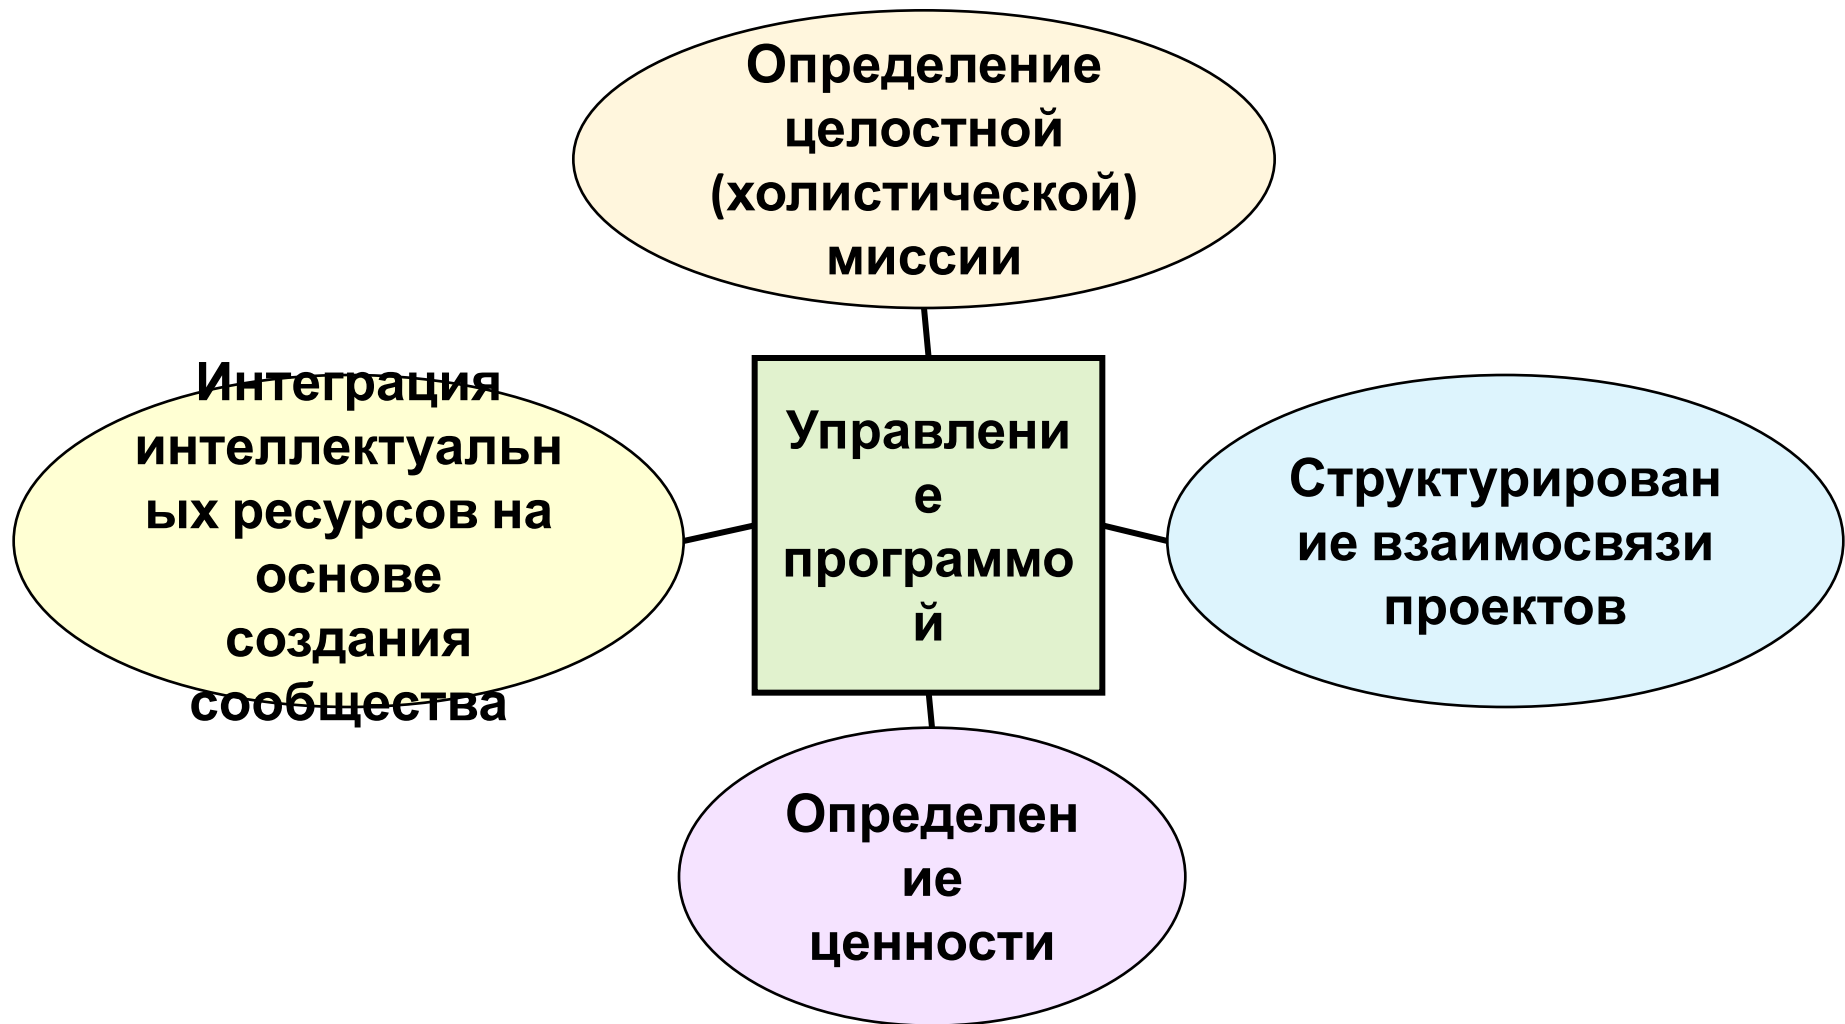 Определение
целостной
(холистической)
миссии
Интеграция
интеллектуальн
ых ресурсов на
основе
создания
сообщества
Управлени
е
программо
й
Структурирован
ие взаимосвязи
проектов
Определен
ие
ценности